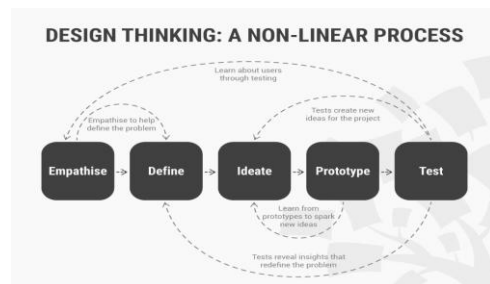 DESIGN THINKING: A NON-LINEAR PROCESS
Learn about users
through testing
Empathise to help
define the problem
Tests create new
ideas for the project
Empathise
Define
Ideate
Prototype
Test
Learn from
prototypes to spark
new ideas
Tests reveal insights that
redefine the problem